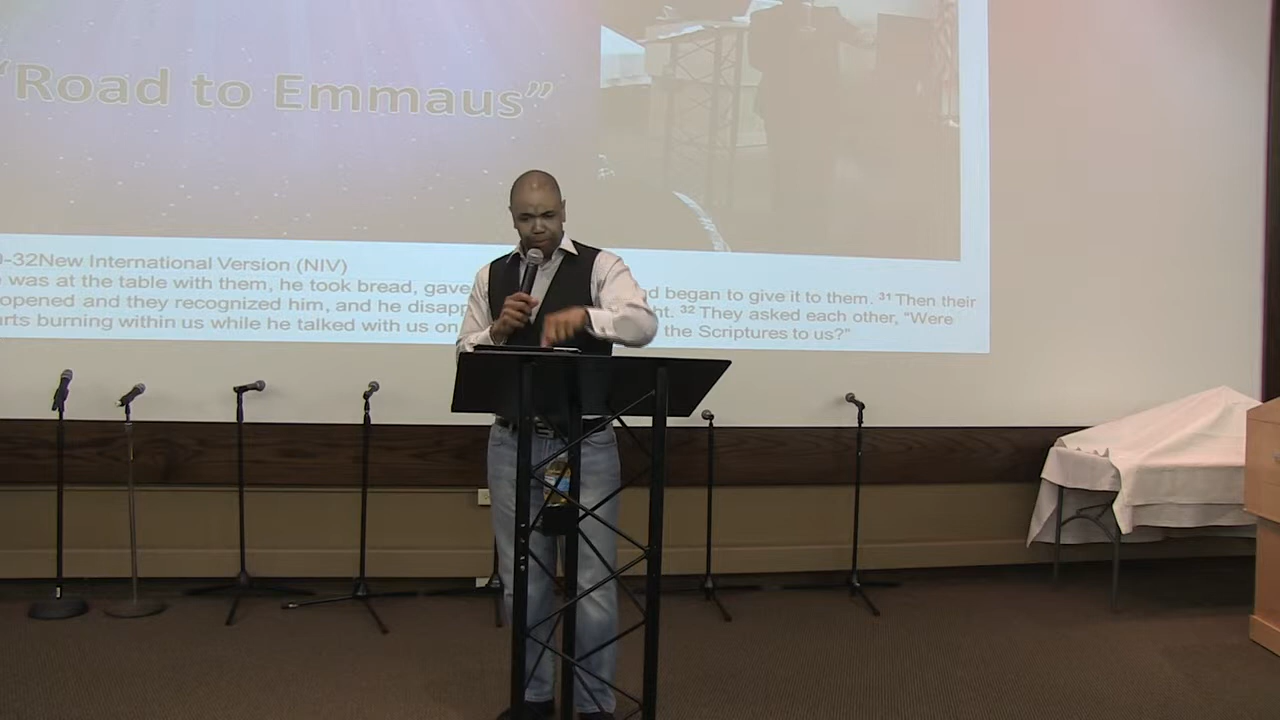 “Road to Emmaus”
0-32New International Version (NIV)
was at the table with them, he took bread, gave nd began to give it to them. 31 Then their
opened and they recognized him, and he disapp ht. 32 They asked each other, “Were
arts burning within us while he talked with us on the Scriptures to us?”